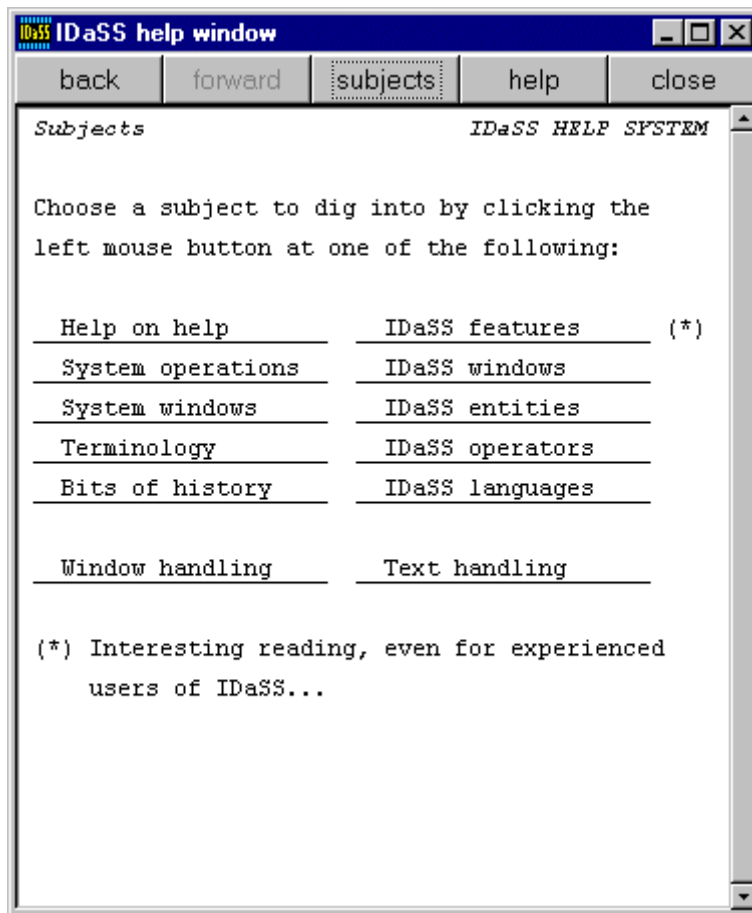 IDaSS IDaSS help window
back forward subjects help close
Subjects IDaSS HELP SYSTEM
Choose a subject to dig into by clicking the
left mouse button at one of the following:
Help on help IDaSS features (*)
System operations IDaSS windows
System windows IDaSS entities
Terminology IDaSS operators
Bits of history IDaSS languages
Window handling Text handling
(*) Interesting reading, even for experienced
users of IDaSS...